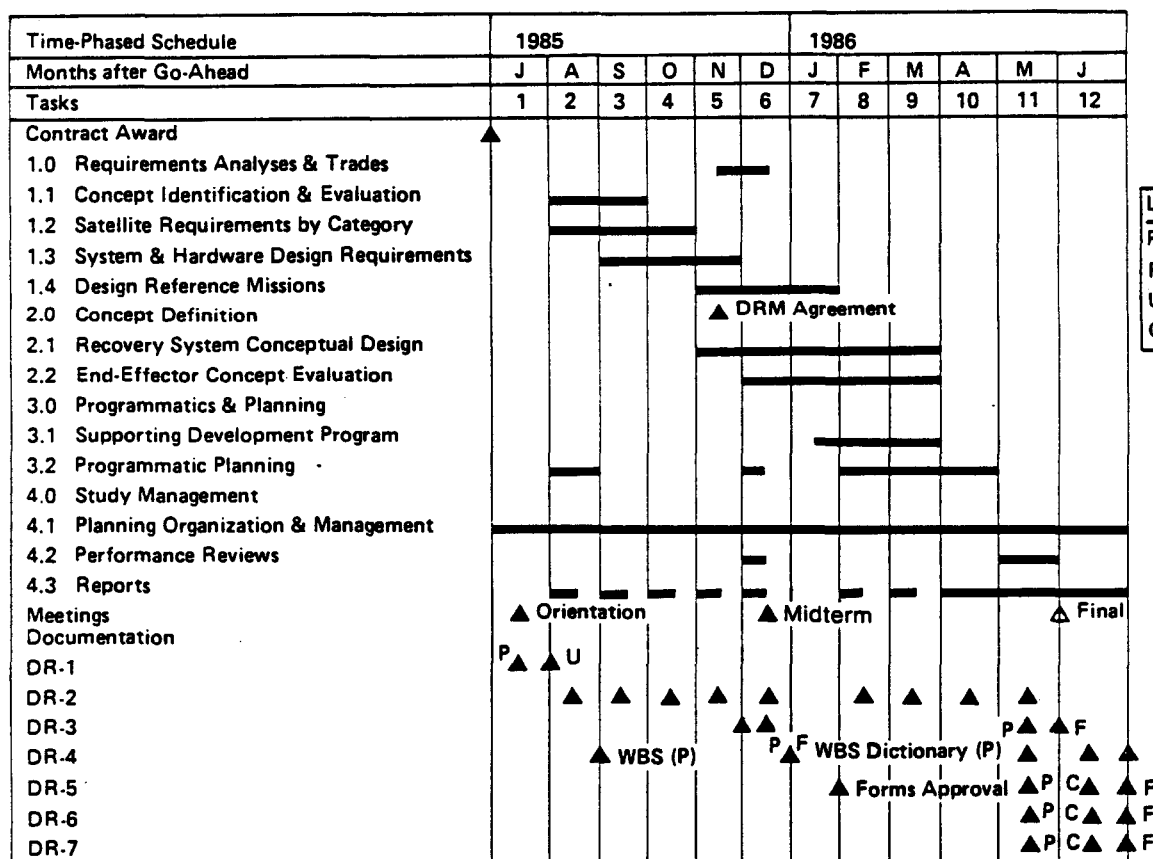 Time-Phased Schedule 1985 1986
Months after Go-Ahead J A S O N D J F M A M J
Tasks 1 2 3 4 5 6 7 8 9 10 11 12
Contract Award
1.0 Requirements Analyses & Trades
1.1 Concept Identification & Evaluation
1.2 Satellite Requirements by Category
1.3 System & Hardware Design Requirements
1.4 Design Reference Missions
2.0 Concept Definition DRM Agreement
2.1 Recovery System Conceptual Design
2.2 End-Effector Concept Evaluation
3.0 Programmatics & Planning
3.1 Supporting Development Program
3.2 Programmatic Planning
4.0 Study Management
4.1 Planning Organization & Management
4.2 Performance Reviews
4.3 Reports
Meetings Orientation Midterm Final
Documentation
DR-1 P U
DR-2
DR-3 P F P F
DR-4 WBS (P) WBS Dictionary (P)
DR-5 Forms Approval P C F
DR-6 P C F
DR-7 P C F